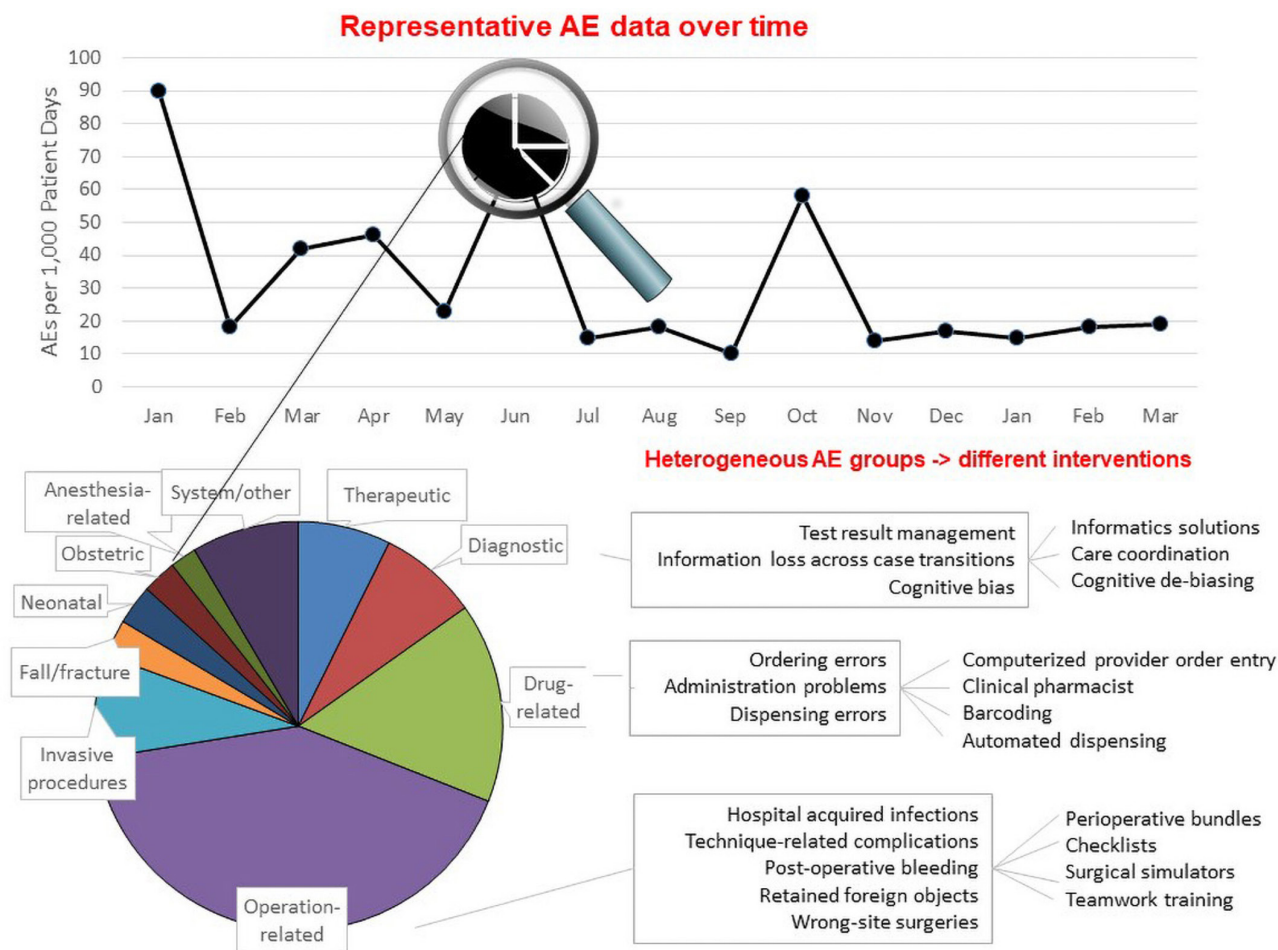 Representative AE data over time
AEs per 1,000 Patient Days
100
90
80
70
60
50
40
30
20
10
0
Jan Feb Mar Apr May Jun Jul Aug Sep Oct Nov Dec Jan Feb Mar
Heterogeneous AE groups -> different interventions
Anesthesia-
related
System/other
Therapeutic
Obstetric
Diagnostic
Neonatal
Fall/fracture
Drug-
related
Invasive
procedures
Operation-
related
Test result management
Information loss across case transitions
Cognitive bias
Informatics solutions
Care coordination
Cognitive de-biasing
Ordering errors
Administration problems
Dispensing errors
Computerized provider order entry
Clinical pharmacist
Barcoding
Automated dispensing
Hospital acquired infections
Technique-related complications
Post-operative bleeding
Retained foreign objects
Wrong-site surgeries
Perioperative bundles
Checklists
Surgical simulators
Teamwork training